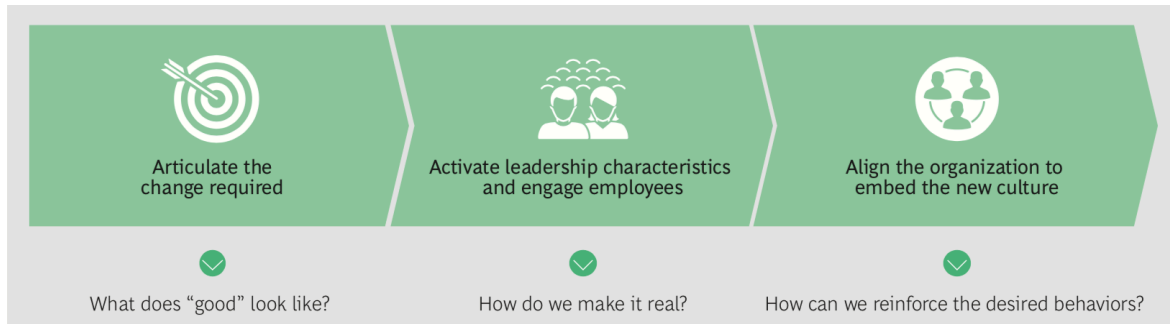 Articulate the
change required
Activate leadership characteristics
and engage employees
Align the organization to
embed the new culture
What does “good” look like?
How do we make it real?
How can we reinforce the desired behaviors?